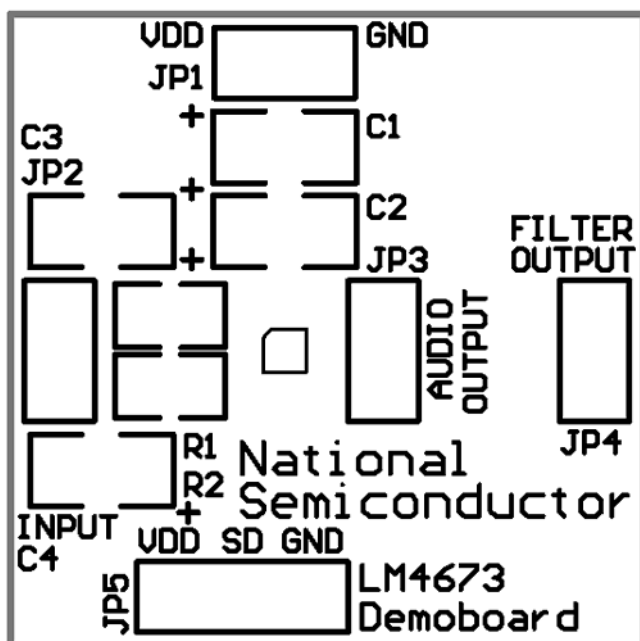 VDD GND
JP1
+
C1
C3
JP2
+
C2
+
JP3
FILTER
OUTPUT
AUDIO
OUTPUT
JP4
R1
R2
+
National
Semiconductor
INPUT
C4
VDD SD GND
JP5
LM4673
Demoboard